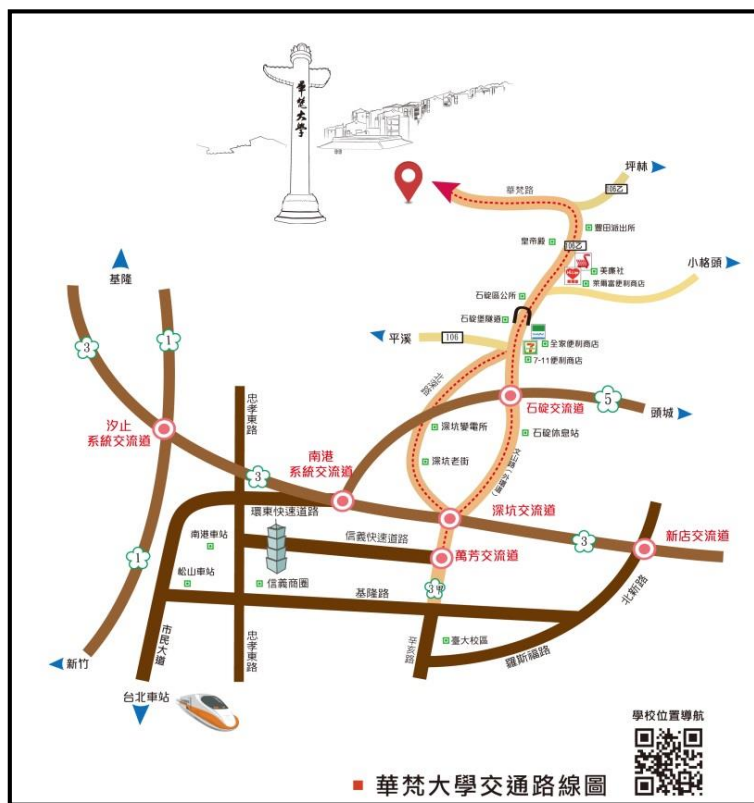 華梵大學
華梵路
坪林
106乙
豐田派出所
皇帝殿
106乙
美廉社
萊爾富便利商店
小格頭
石碇區公所
石碇堡隧道
基隆
平溪
106
全家便利商店
7-11便利商店
3
1
忠孝東路
北深路
石碇交流道
5
頭城
汐止
系統交流道
深坑變電所
石碇休息站
南港
系統交流道
3
深坑老街
文山路(外環道)
深坑交流道
環東快速道路
信義快速道路
3
新店交流道
南港車站
萬芳交流道
1
松山車站
信義商圈
3甲
基隆路
北新路
市民大道
忠孝東路
辛亥路
臺大校區
羅斯福路
新竹
台北車站
學校位置導航
華梵大學交通路線圖